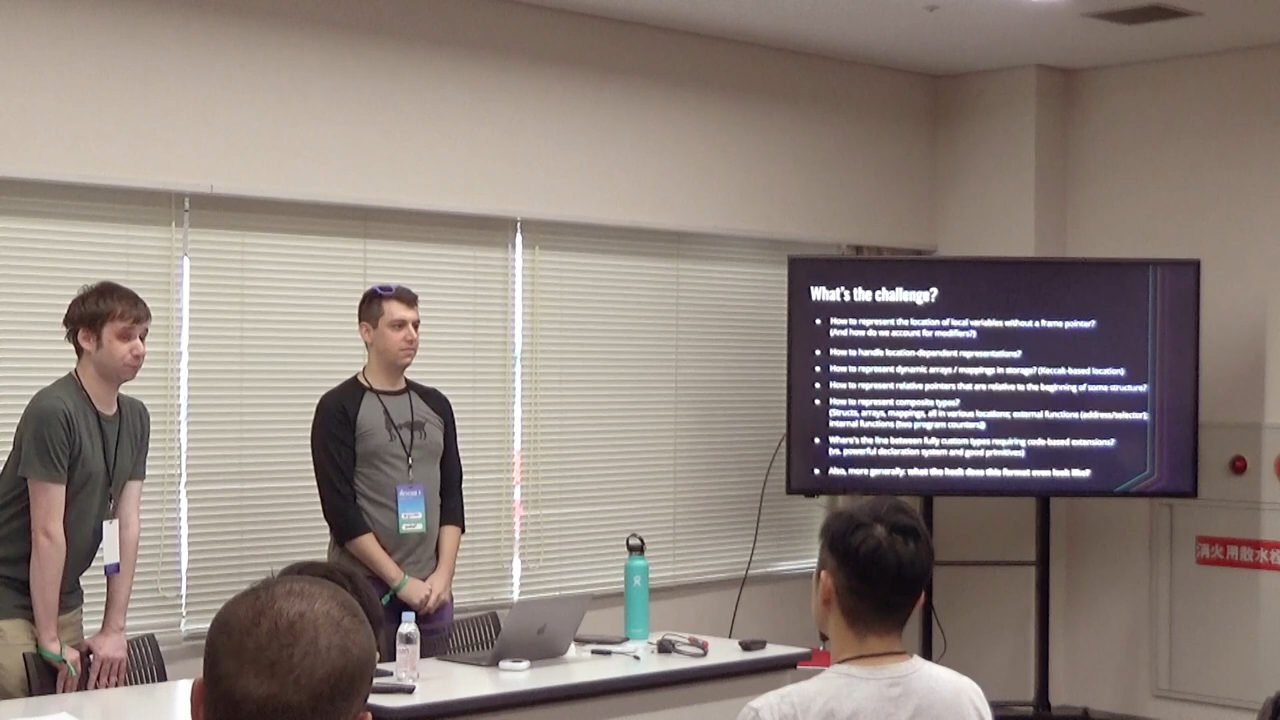 What's the challenge?
How to represent the location of local variables without a frame pointer?
(And how do we account for modifiers?)
How to handle location-dependent representations?
How to represent dynamic arrays / mappings in storage? (Keccak-based location)
How to represent relative pointers that are relative to the beginning of some structure?
How to represent composite types?
(Structs, arrays, mappings, all in various locations; external functions (address/selector);
internal functions (two program counters))
Where's the line between fully custom types requiring code-based extensions?
(vs. powerful declaration system and good primitives)
Also, more generally: what the heck does this format even look like?
消火用散水栓